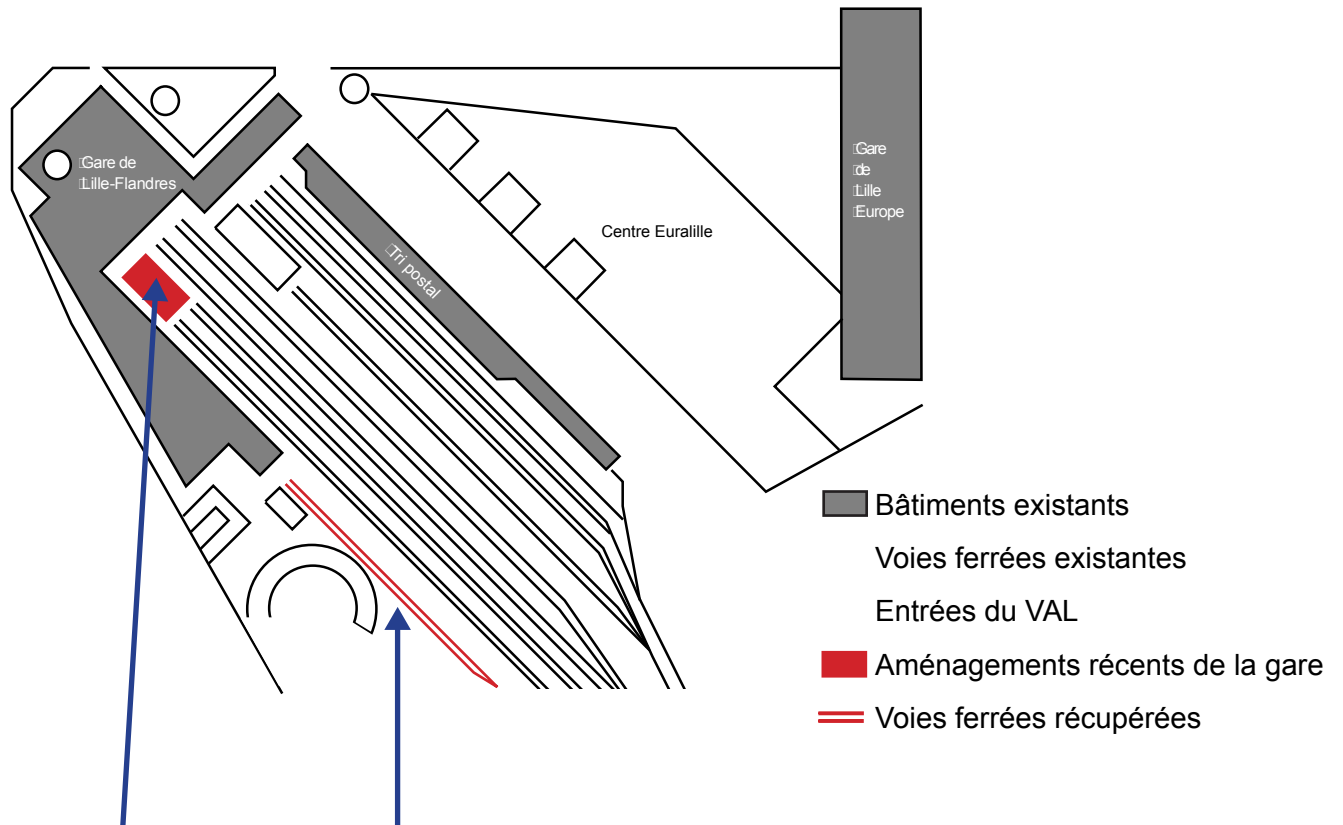 Gare de
Lille-Flandres
Tri postal
Centre Euralille
Gare
de
Lille
Europe
Bâtiments existants
Voies ferrées existantes
Entrées du VAL
Aménagements récents de la gare
Voies ferrées récupérées